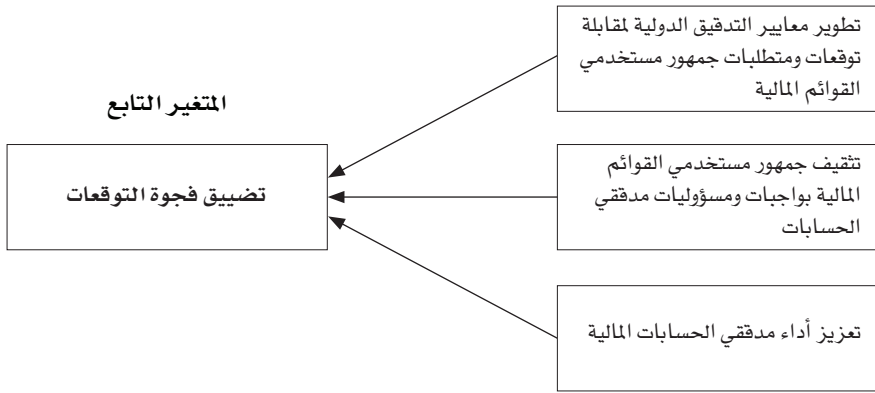 تطوير معايير التدقيق الدولية لمقابلة
توقعات ومتطلبات جمهور مستخدمي
القوائم المالية
المتغير التابع
تثقيف جمهور مستخدمي القوائم
المالية بواجبات ومسؤوليات مدققي
الحسابات
تضييق فجوة التوقعات
تعزيز أداء مدققي الحسابات المالية